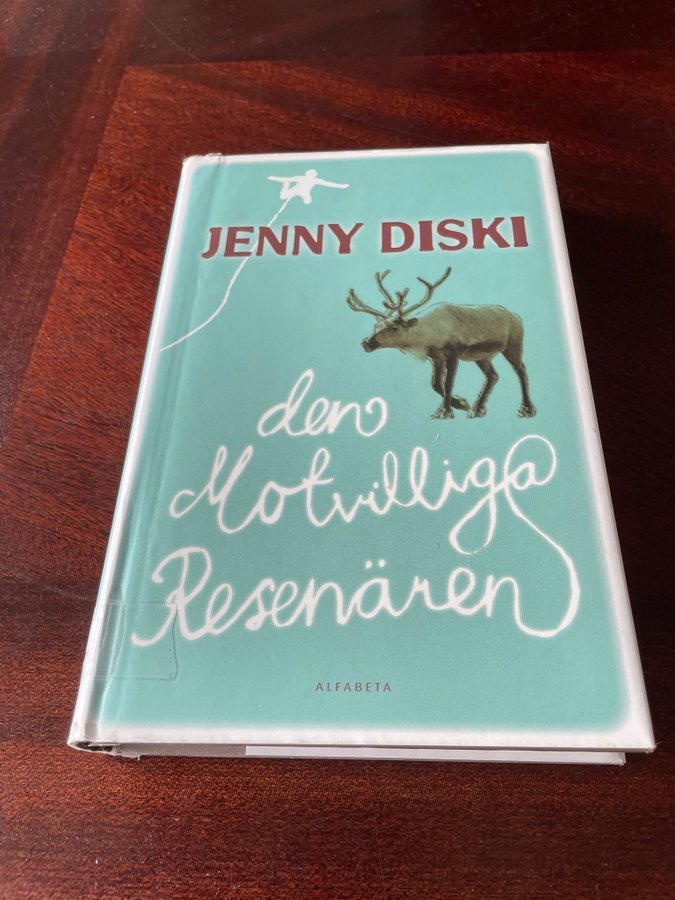 JENNY DISKI
den
Motvilliga
Resenären
ALFABETA